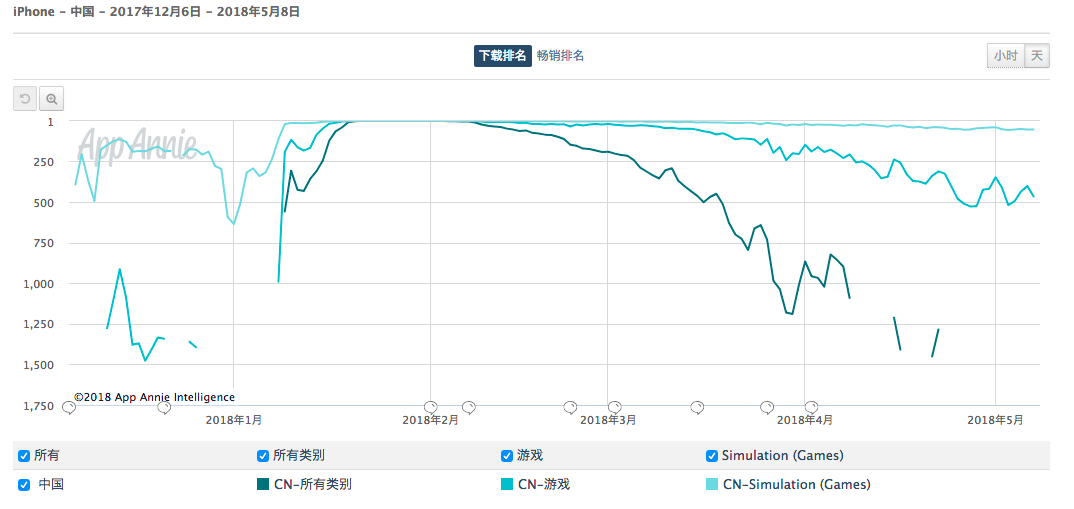 iPhone – 中国 – 2017年12月6日 – 2018年5月8日
下载排名 畅销排名 小时 天
App Annie
1
250
500
750
1,000
1,250
1,500
1,750
©2018 App Annie Intelligence
2018年1月 2018年2月 2018年3月 2018年4月 2018年5月
所有 所有类别 游戏 Simulation (Games)
中国 CN-所有类别 CN-游戏 CN-Simulation (Games)